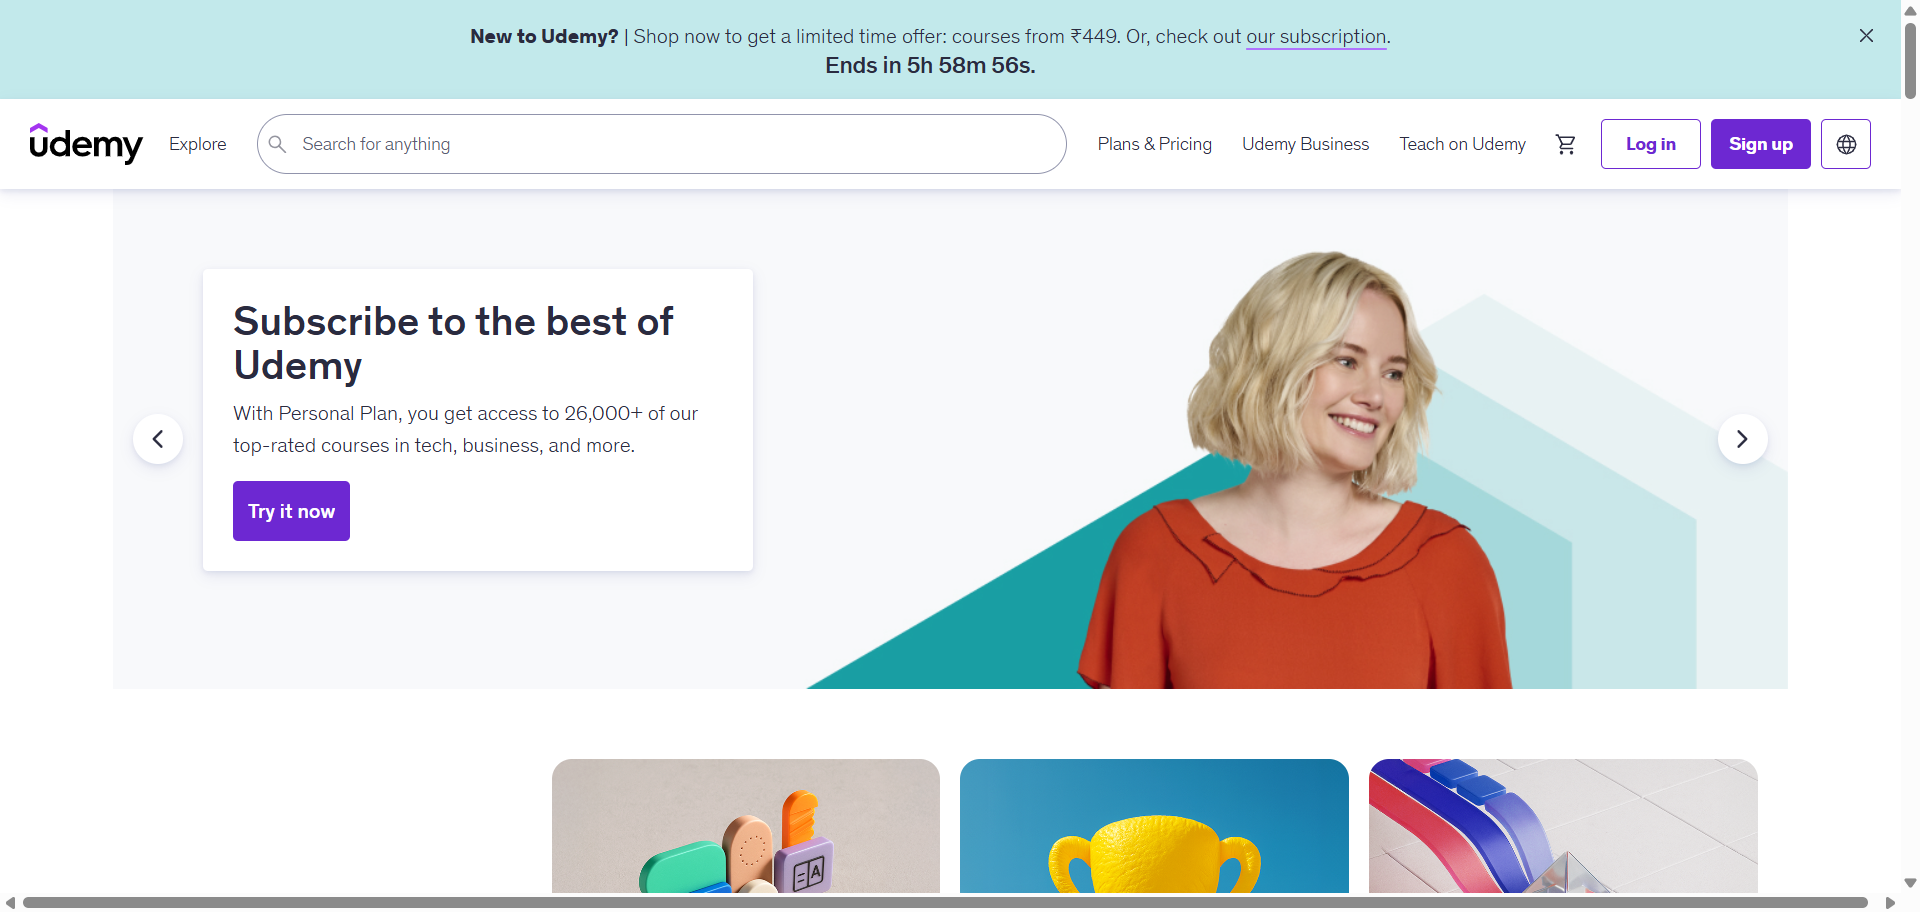 New to Udemy? | Shop now to get a limited time offer: courses from ₹449. Or, check out our subscription.
Ends in 5h 58m 56s.
udemy
Explore
Search for anything
Plans & Pricing
Udemy Business
Teach on Udemy
Log in
Sign up
Subscribe to the best of
Udemy
With Personal Plan, you get access to 26,000+ of our
top-rated courses in tech, business, and more.
Try it now
A